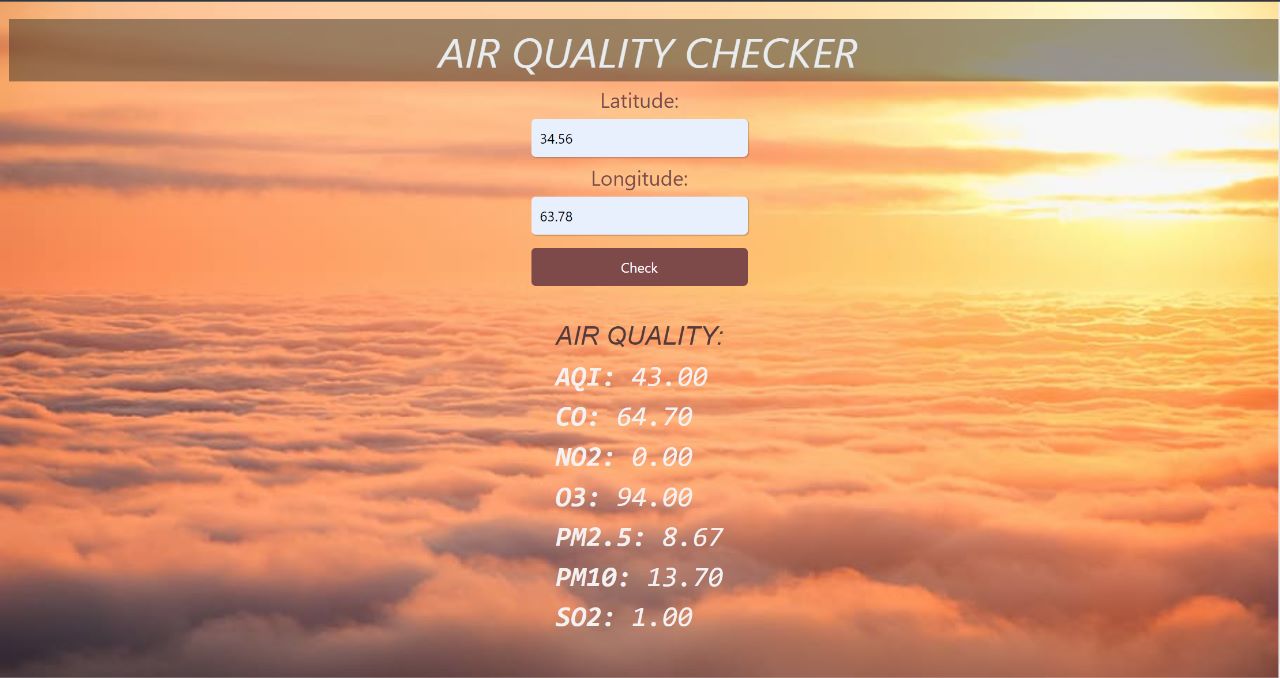 AIR QUALITY CHECKER
Latitude:
34.56
Longitude:
63.78
Check
AIR QUALITY:
AQI: 43.00
CO: 64.70
NO2: 0.00
O3: 94.00
PM2.5: 8.67
PM10: 13.70
SO2: 1.00